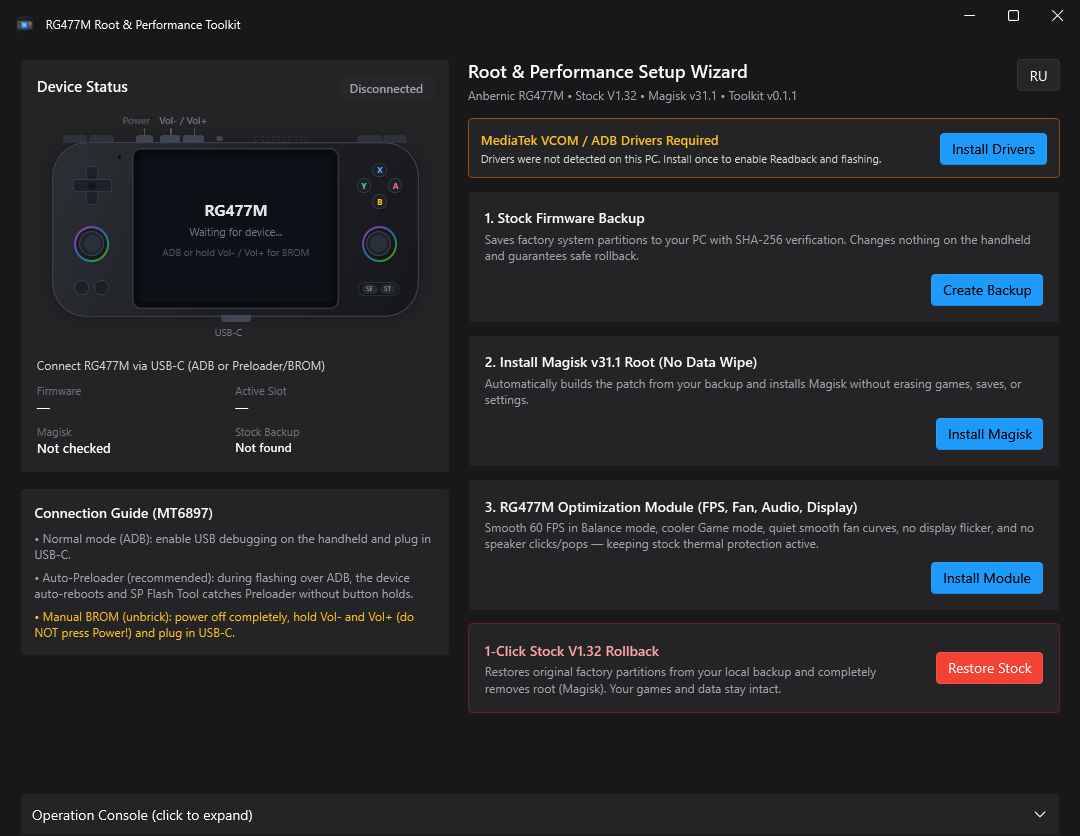 RG477M Root & Performance Toolkit
Device Status
Disconnected
Power
Vol- / Vol+
X
Y
A
B
RG477M
Waiting for device...
ADB or hold Vol- / Vol+ for BROM
SE
ST
USB-C
Connect RG477M via USB-C (ADB or Preloader/BROM)
Firmware
Active Slot
—
—
Magisk
Stock Backup
Not checked
Not found
Connection Guide (MT6897)
• Normal mode (ADB): enable USB debugging on the handheld and plug in
USB-C.
• Auto-Preloader (recommended): during flashing over ADB, the device
auto-reboots and SP Flash Tool catches Preloader without button holds.
• Manual BROM (unbrick): power off completely, hold Vol- and Vol+ (do
NOT press Power!) and plug in USB-C.
Root & Performance Setup Wizard
Anbernic RG477M • Stock V1.32 • Magisk v31.1 • Toolkit v0.1.1
RU
MediaTek VCOM / ADB Drivers Required
Drivers were not detected on this PC. Install once to enable Readback and flashing.
Install Drivers
1. Stock Firmware Backup
Saves factory system partitions to your PC with SHA-256 verification. Changes nothing on the handheld
and guarantees safe rollback.
Create Backup
2. Install Magisk v31.1 Root (No Data Wipe)
Automatically builds the patch from your backup and installs Magisk without erasing games, saves, or
settings.
Install Magisk
3. RG477M Optimization Module (FPS, Fan, Audio, Display)
Smooth 60 FPS in Balance mode, cooler Game mode, quiet smooth fan curves, no display flicker, and no
speaker clicks/pops — keeping stock thermal protection active.
Install Module
1-Click Stock V1.32 Rollback
Restores original factory partitions from your local backup and completely
removes root (Magisk). Your games and data stay intact.
Restore Stock
Operation Console (click to expand)